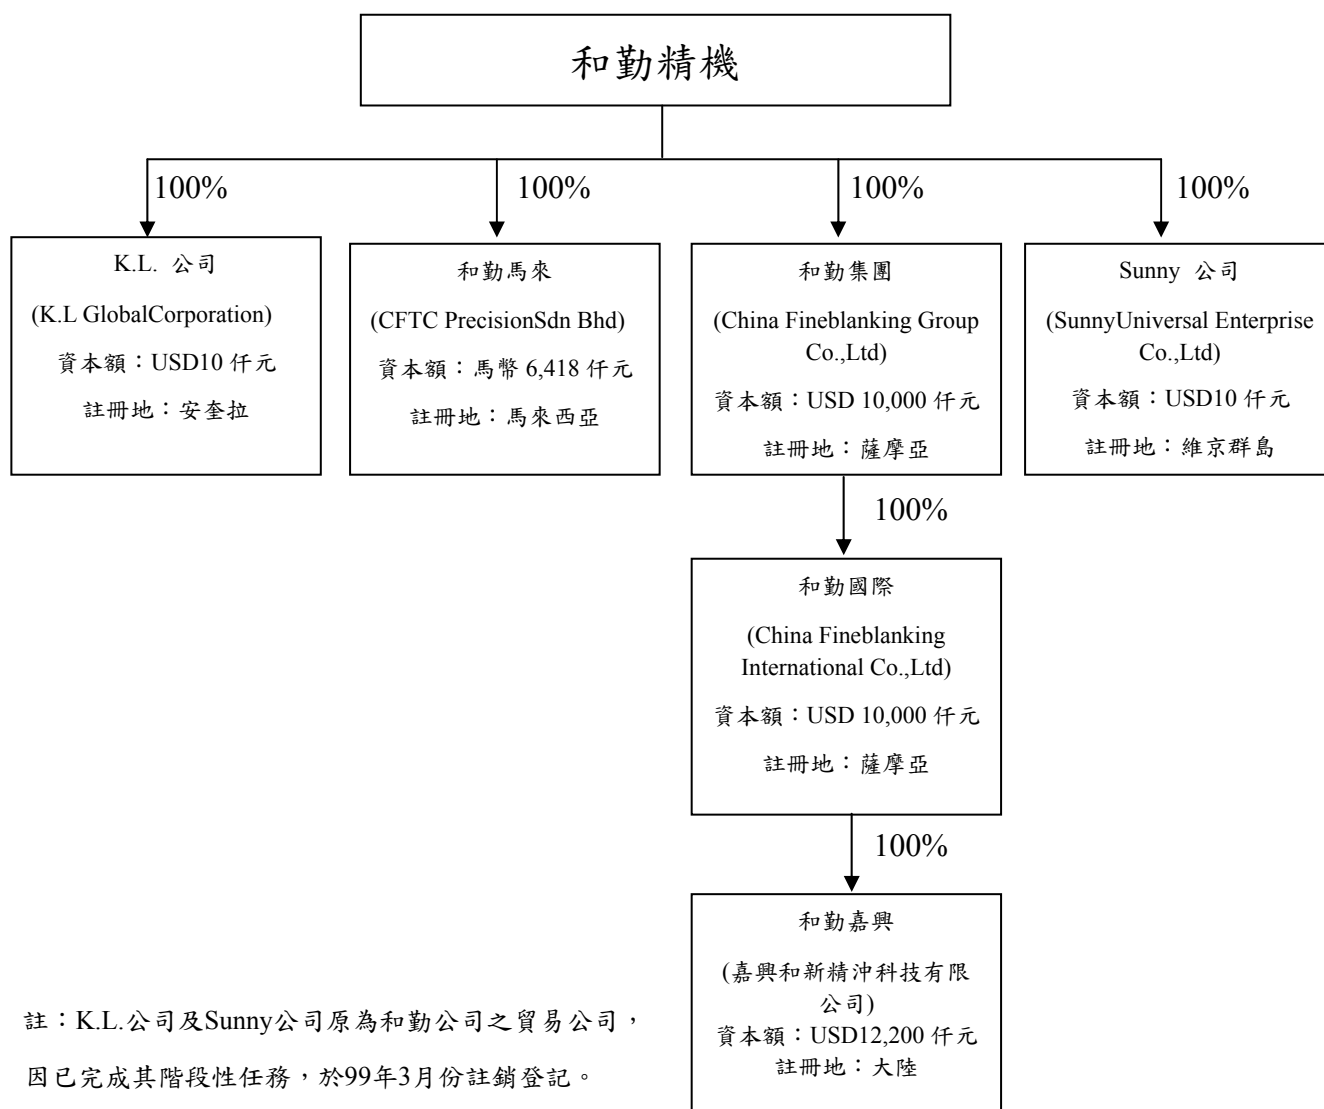 和勤精機
100%
100%
100%
100%
K.L. 公司
(K.L GlobalCorporation)
資本額：USD10 仟元
註冊地：安奎拉
和勤馬來
(CFTC PrecisionSdn Bhd)
資本額：馬幣 6,418 仟元
註冊地：馬來西亞
和勤集團
(China Fineblanking Group
Co.,Ltd)
資本額：USD 10,000 仟元
註冊地：薩摩亞
Sunny 公司
(SunnyUniversal Enterprise
Co.,Ltd)
資本額：USD10 仟元
註冊地：維京群島
100%
和勤國際
(China Fineblanking
International Co.,Ltd)
資本額：USD 10,000 仟元
註冊地：薩摩亞
100%
和勤嘉興
(嘉興和新精沖科技有限
公司)
資本額：USD12,200 仟元
註冊地：大陸
註：K.L.公司及Sunny公司原為和勤公司之貿易公司，
因已完成其階段性任務，於99年3月份註銷登記。